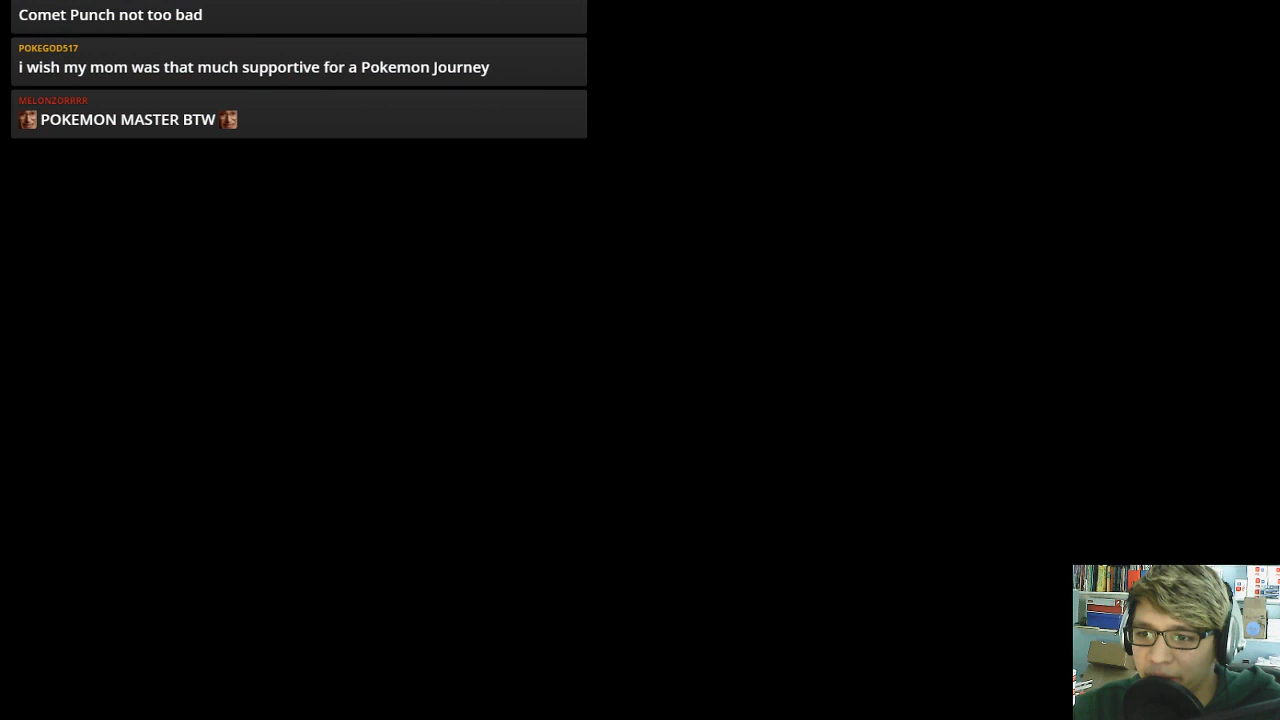 Comet Punch not too bad
POKEGOD517
i wish my mom was that much supportive for a Pokemon Journey
MELONZORRRR
POKEMON MASTER BTW